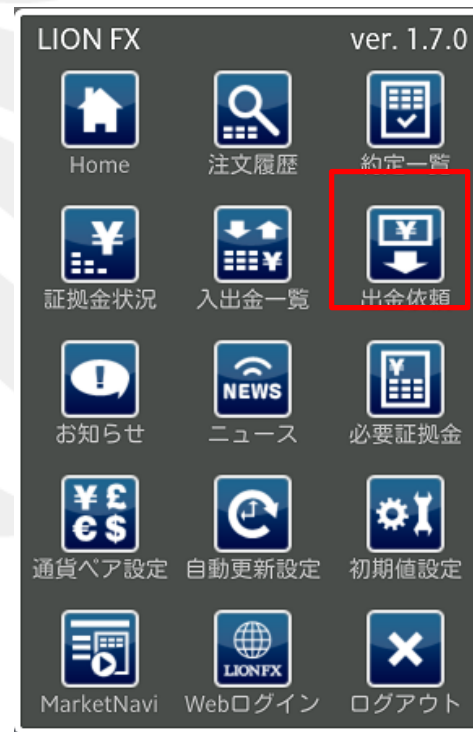 LION FX ver. 1.7.0
Home 注文履歴 約定一覧
証拠金状況 入出金一覧 出金依頼
NEWS
お知らせ ニュース 必要証拠金
通貨ペア設定 自動更新設定 初期値設定
LIONFX
MarketNavi Webログイン ログアウト